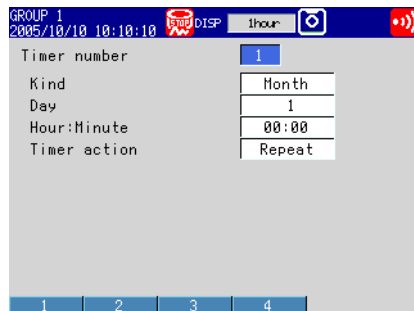 GROUP 1
2005/10/10 10:10:10 STOP DISP 1hour
Timer number 1
Kind Month
Day 1
Hour:Minute 00:00
Timer action Repeat
1 2 3 4